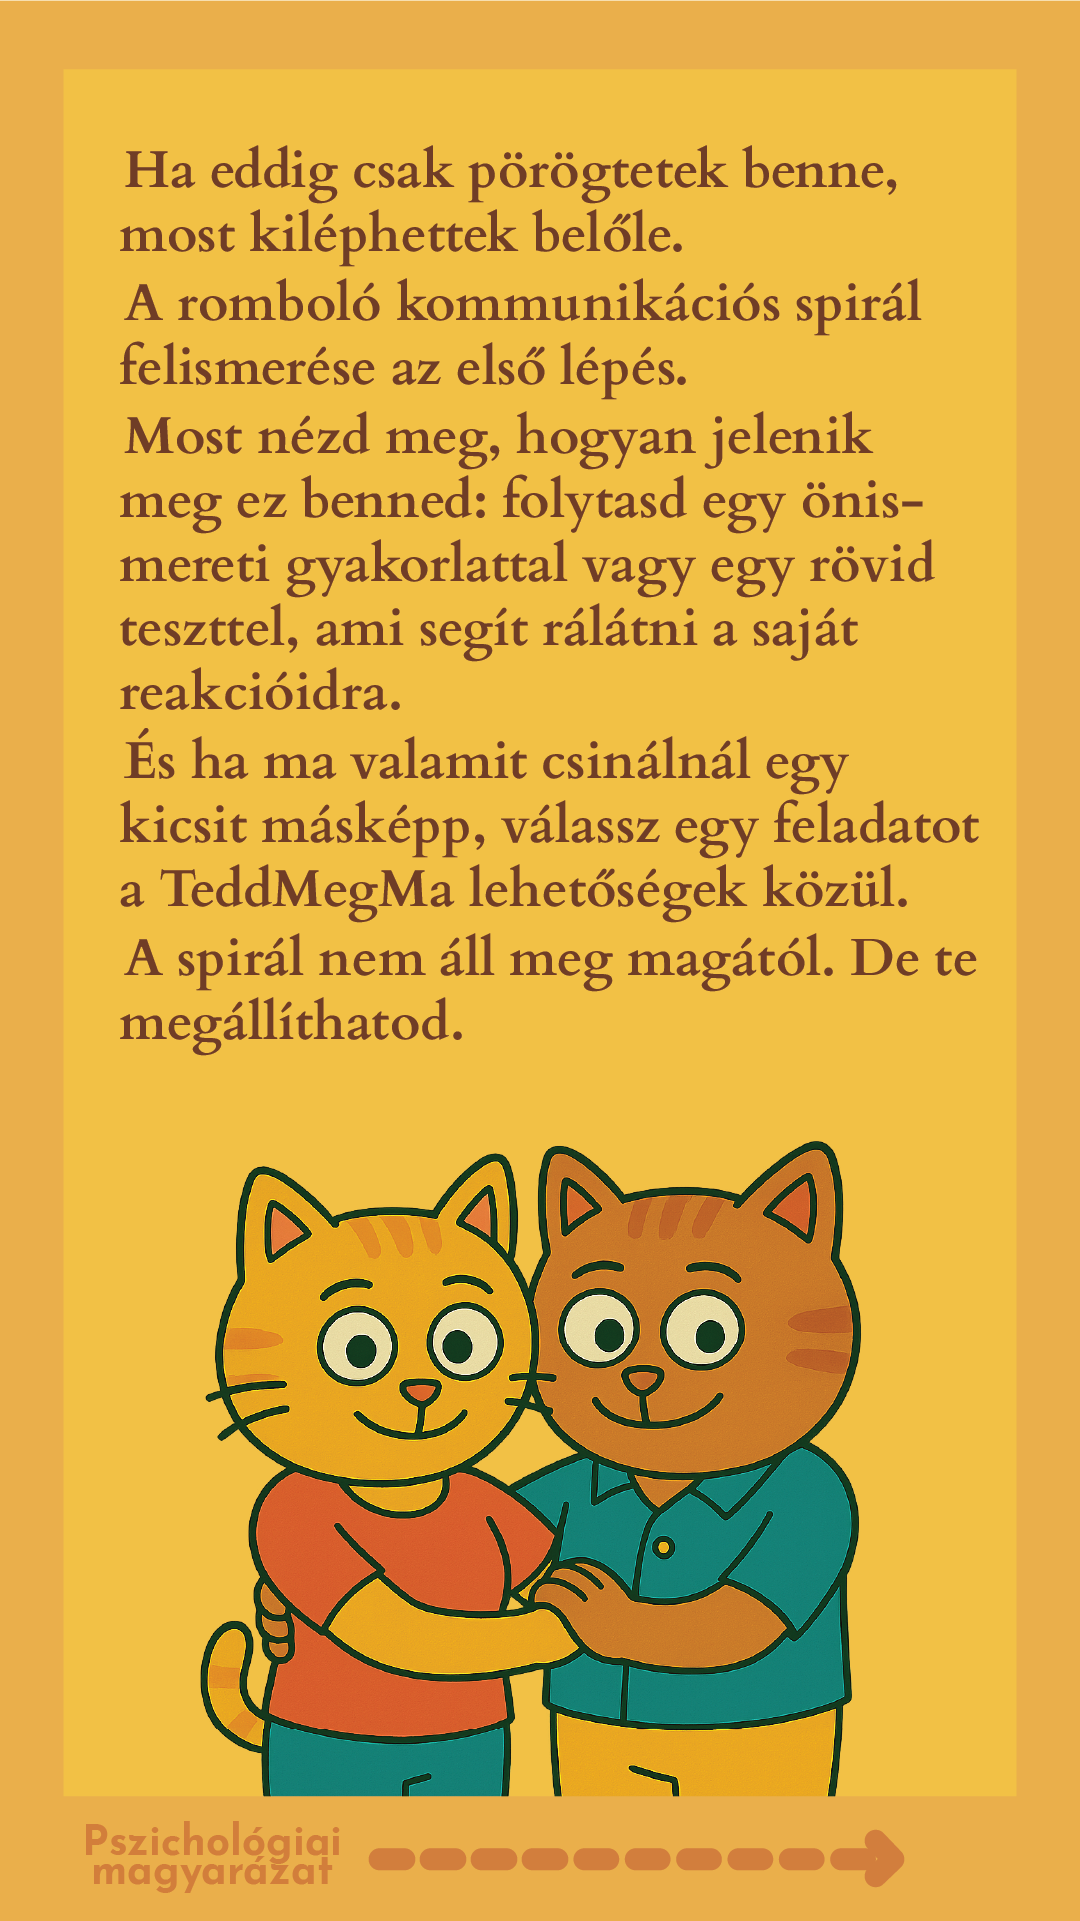 Ha eddig csak pörögtetek benne,
most kiléphettek belőle.
A romboló kommunikációs spirál
felismerése az első lépés.
Most nézd meg, hogyan jelenik
meg ez benned: folytasd egy önis-
mereti gyakorlattal vagy egy rövid
teszttel, ami segít rálátni a saját
reakcióidra.
És ha ma valamit csinálnál egy
kicsit másképp, válassz egy feladatot
a TeddMegMa lehetőségek közül.
A spirál nem áll meg magától. De te
megállíthatod.
Pszichológiai
magyarázat